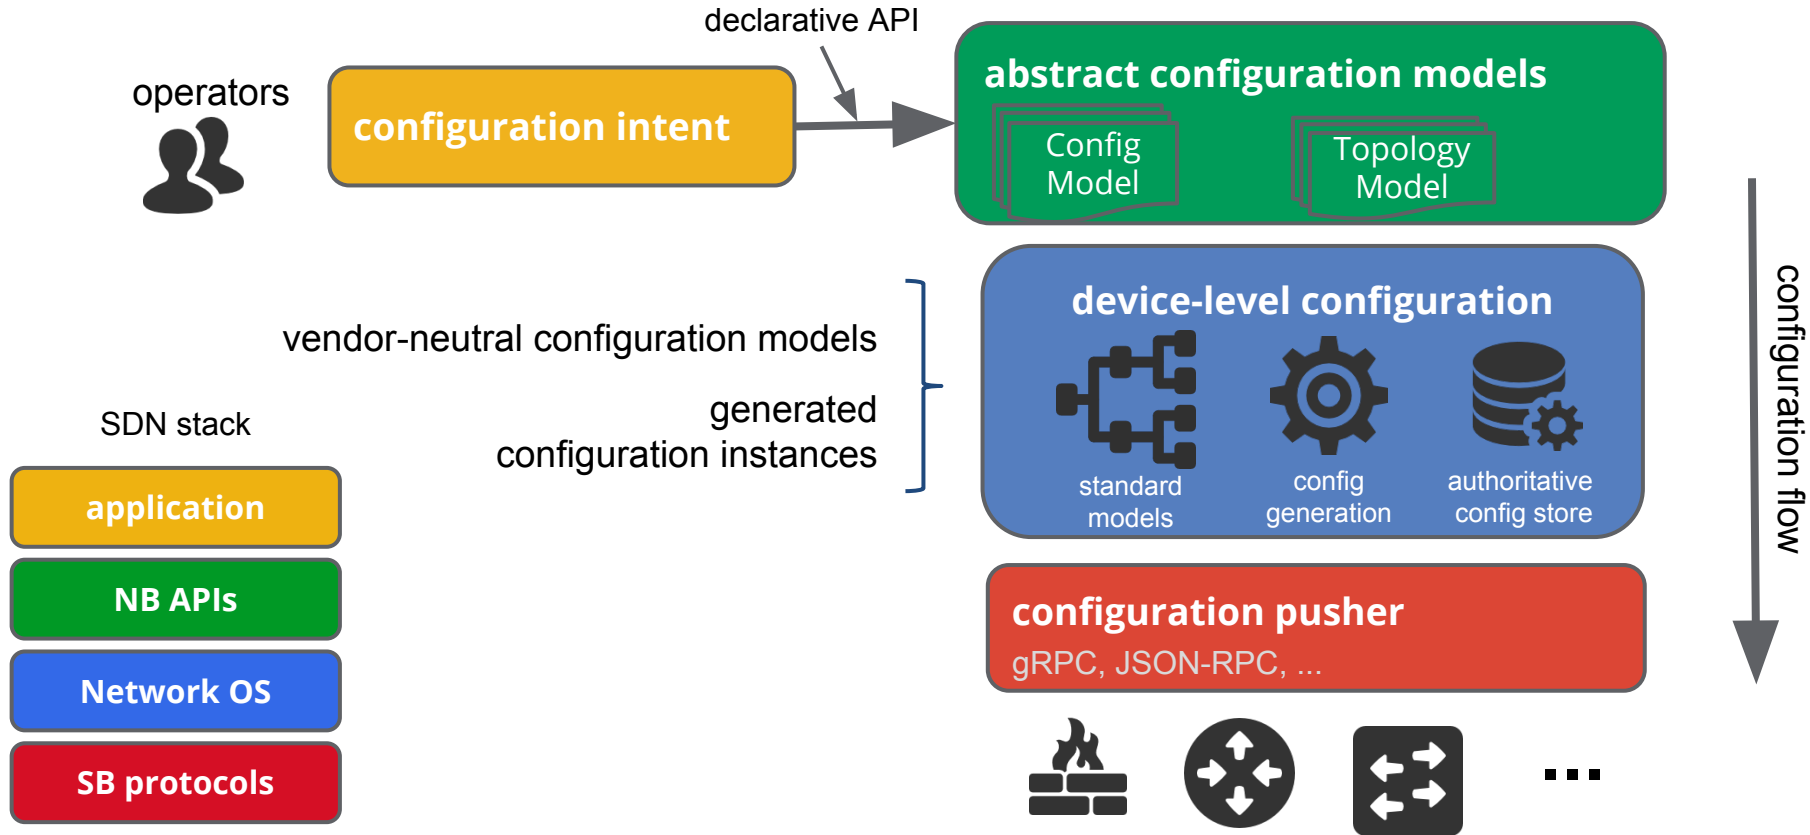 declarative API
operators
configuration intent
abstract configuration models
Config
Model
Topology
Model
vendor-neutral configuration models
generated
configuration instances
device-level configuration
standard
models
config
generation
authoritative
config store
configuration flow
configuration pusher
gRPC, JSON-RPC, ...
SDN stack
application
NB APIs
Network OS
SB protocols
...